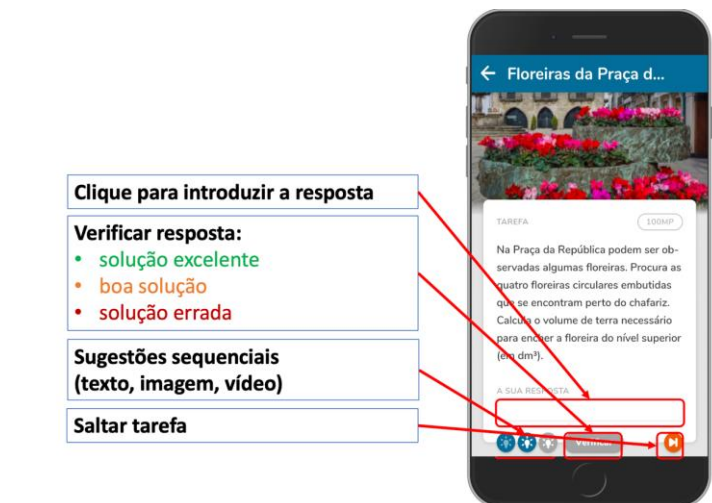 Clique para introduzir a resposta
Verificar resposta:
• solução excelente
• boa solução
• solução errada
Sugestões sequenciais
(texto, imagem, vídeo)
Saltar tarefa
Floreiras da Praça d...
TAREFA
100MP
Na Praça da República podem ser ob-
servadas algumas floreiras. Procura as
quatro floreiras circulares embutidas
que se encontram perto do chafariz.
Calcula o volume de terra necessário
para encher a floreira do nível superior
(em dm³).
A SUA RESPOSTA
Verificar